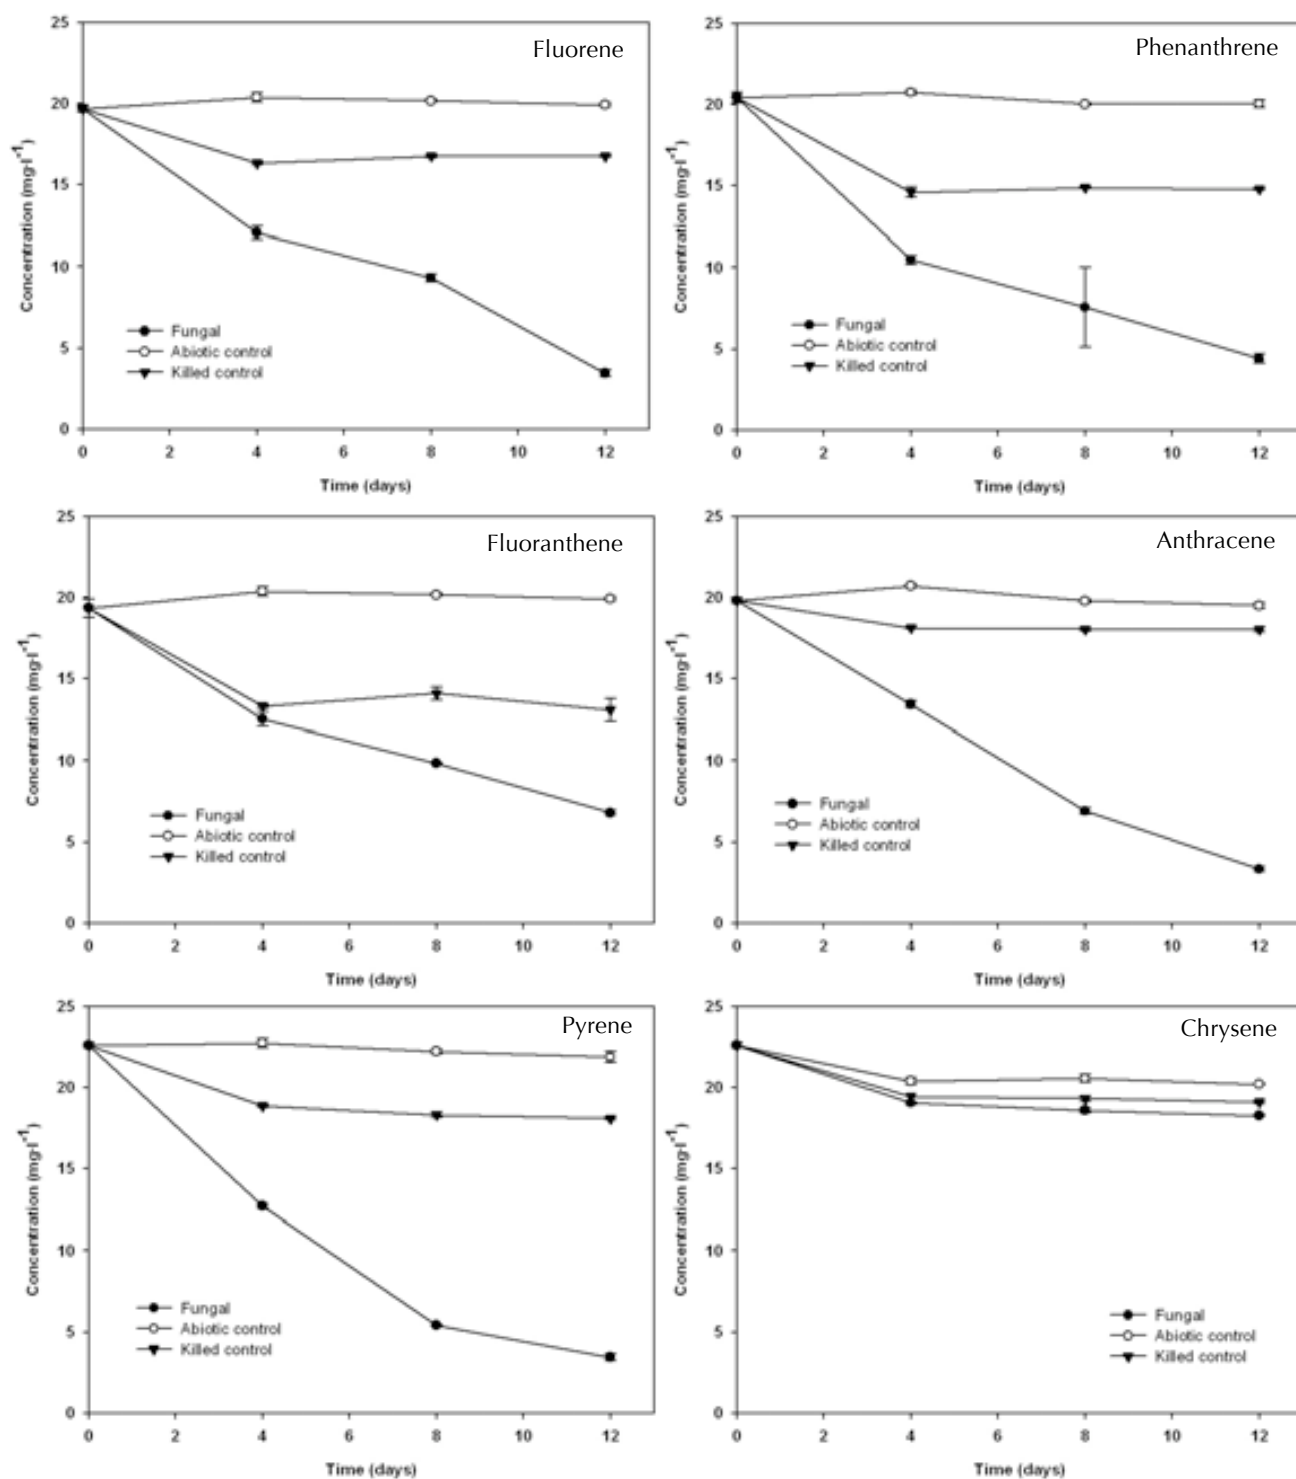 Fluorene
25
20
15
10
5
0
Concentration (mg·l-1)
Fungal
Abiotic control
Killed control
0 2 4 6 8 10 12
Time (days)
Phenanthrene
25
20
15
10
5
0
Concentration (mg·l-1)
Fungal
Abiotic control
Killed control
0 2 4 6 8 10 12
Time (days)
Fluoranthene
25
20
15
10
5
0
Concentration (mg·l-1)
Fungal
Abiotic control
Killed control
0 2 4 6 8 10 12
Time (days)
Anthracene
25
20
15
10
5
0
Concentration (mg·l-1)
Fungal
Abiotic control
Killed control
0 2 4 6 8 10 12
Time (days)
Pyrene
25
20
15
10
5
0
Concentration (mg·l-1)
Fungal
Abiotic control
Killed control
0 2 4 6 8 10 12
Time (days)
Chrysene
25
20
15
10
5
0
Concentration (mg·l-1)
Fungal
Abiotic control
Killed control
0 2 4 6 8 10 12
Time (days)